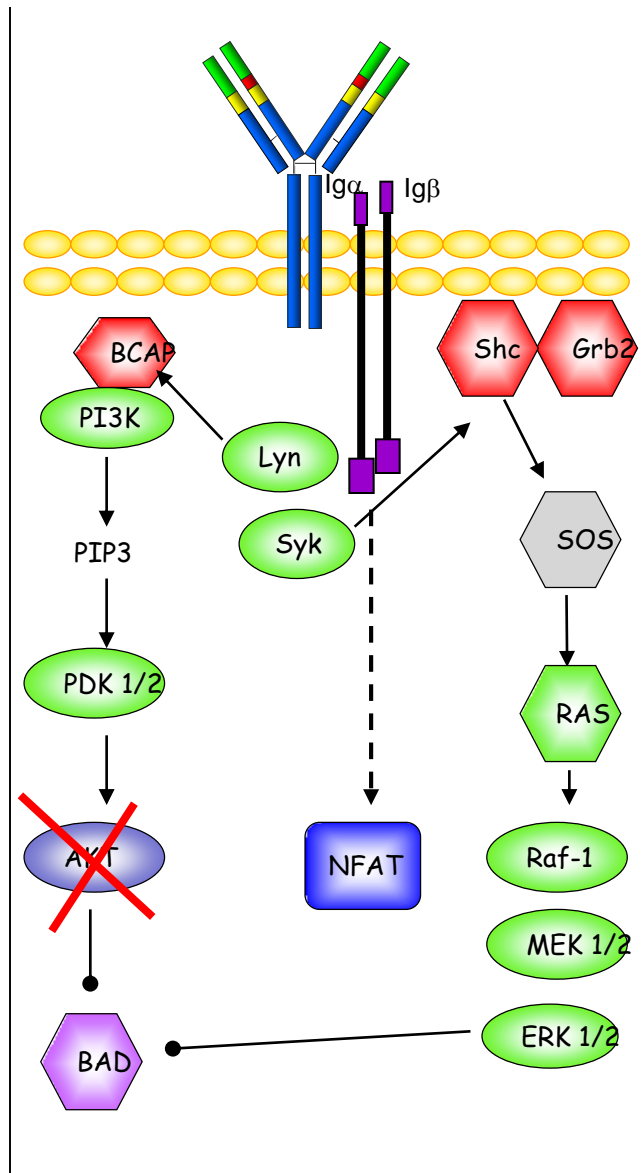 Igα
Igβ
BCAP
Shc
Grb2
PI3K
Lyn
Syk
SOS
PIP3
PDK 1/2
RAS
AKT
NFAT
Raf-1
MEK 1/2
ERK 1/2
BAD